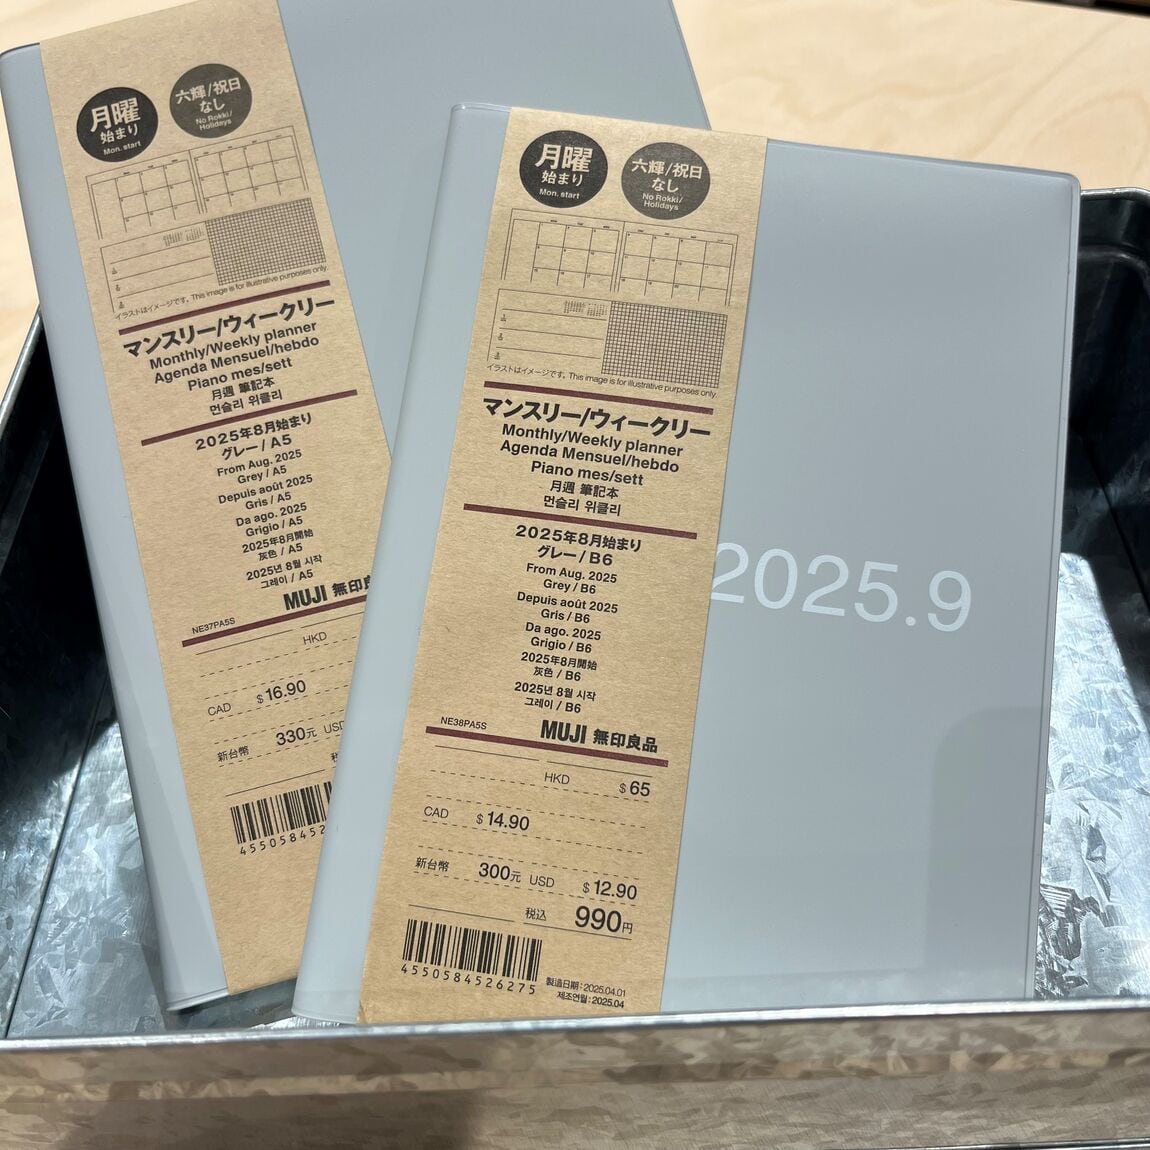 月曜
始まり
Mon. start
六輝/祝日
なし
No Rokki/
Holidays
イラストはイメージです。This image is for illustrative purposes only.
マンスリー/ウィークリー
Monthly/Weekly planner
Agenda Mensuel/hebdo
Piano mes/sett
月週 筆記本
먼슬리 위클리
2025年8月始まり
グレー/A5
From Aug. 2025
Grey / A5
Depuis août 2025
Gris / A5
Da ago. 2025
Grigio / A5
2025年8月開始
灰色 / A5
2025년 8월 시작
그레이 / A5
MUJI 無印良
NE37PA5S
HKD
CAD $16.90
新台幣 330元 USD
税
455058452
月曜
始まり
Mon. start
六輝/祝日
なし
No Rokki/
Holidays
イラストはイメージです。This image is for illustrative purposes only.
マンスリー/ウィークリー
Monthly/Weekly planner
Agenda Mensuel/hebdo
Piano mes/sett
月週 筆記本
먼슬리 위클리
2025年8月始まり
グレー/B6
From Aug. 2025
Grey / B6
Depuis août 2025
Gris / B6
Da ago. 2025
Grigio / B6
2025年8月開始
灰色 / B6
2025년 8월 시작
그레이 / B6
NE38PA5S MUJI 無印良品
HKD $65
CAD $14.90
新台幣 300元 USD $12.90
税込 990円
4550584526275
製造日期:2025.04.01
제조연월:2025.04
2025.9